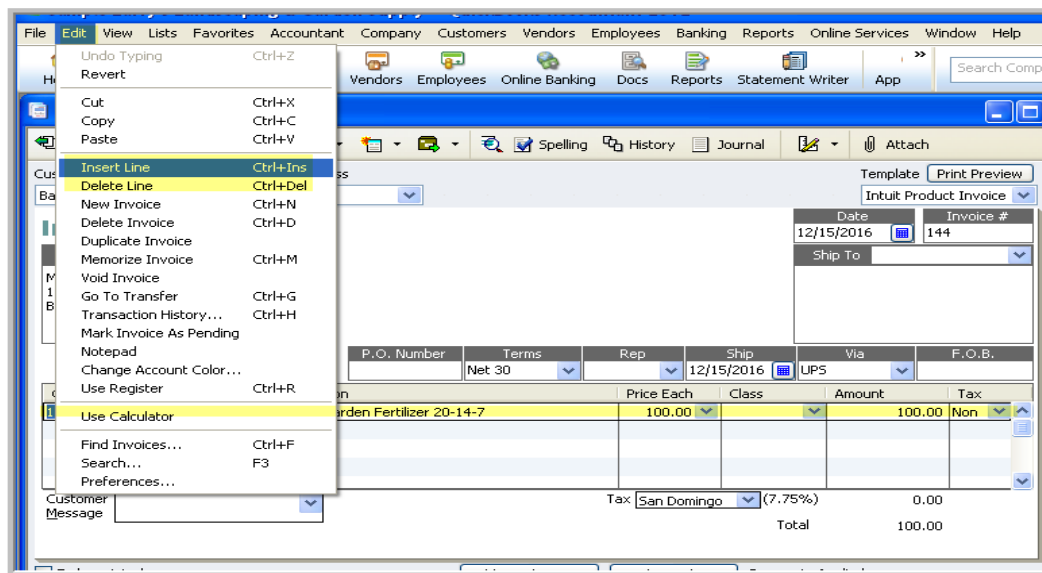 File Edit View Lists Favorites Accountant Company Customers Vendors Employees Banking Reports Online Services Window Help
Undo Typing Ctrl+Z
Revert
Cut Ctrl+X
Copy Ctrl+C
Paste Ctrl+V
Insert Line Ctrl+Ins
Delete Line Ctrl+Del
New Invoice Ctrl+N
Delete Invoice Ctrl+D
Duplicate Invoice
Memorize Invoice Ctrl+M
Void Invoice
Go To Transfer Ctrl+G
Transaction History... Ctrl+H
Mark Invoice As Pending
Notepad
Change Account Color...
Use Register Ctrl+R
Use Calculator
Find Invoices... Ctrl+F
Search... F3
Preferences...
Vendors Employees Online Banking Docs Reports Statement Writer App » Search Comp
Spelling History Journal Attach
Template Print Preview
Intuit Product Invoice
Date Invoice #
12/15/2016 144
Ship To
P.O. Number Terms Rep Ship Via F.O.B.
Net 30 12/15/2016 UPS
Price Each Class Amount Tax
1 arden Fertilizer 20-14-7 100.00 100.00 Non
Customer Message
Tax San Domingo (7.75%) 0.00
Total 100.00